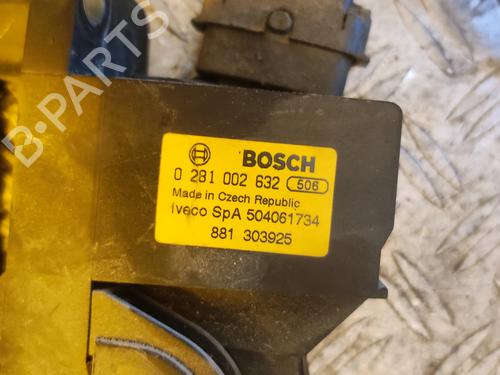 B-PARTS
BOSCH
0 281 002 632 506
Made in Czech Republic
Iveco SpA 504061734
881 303925